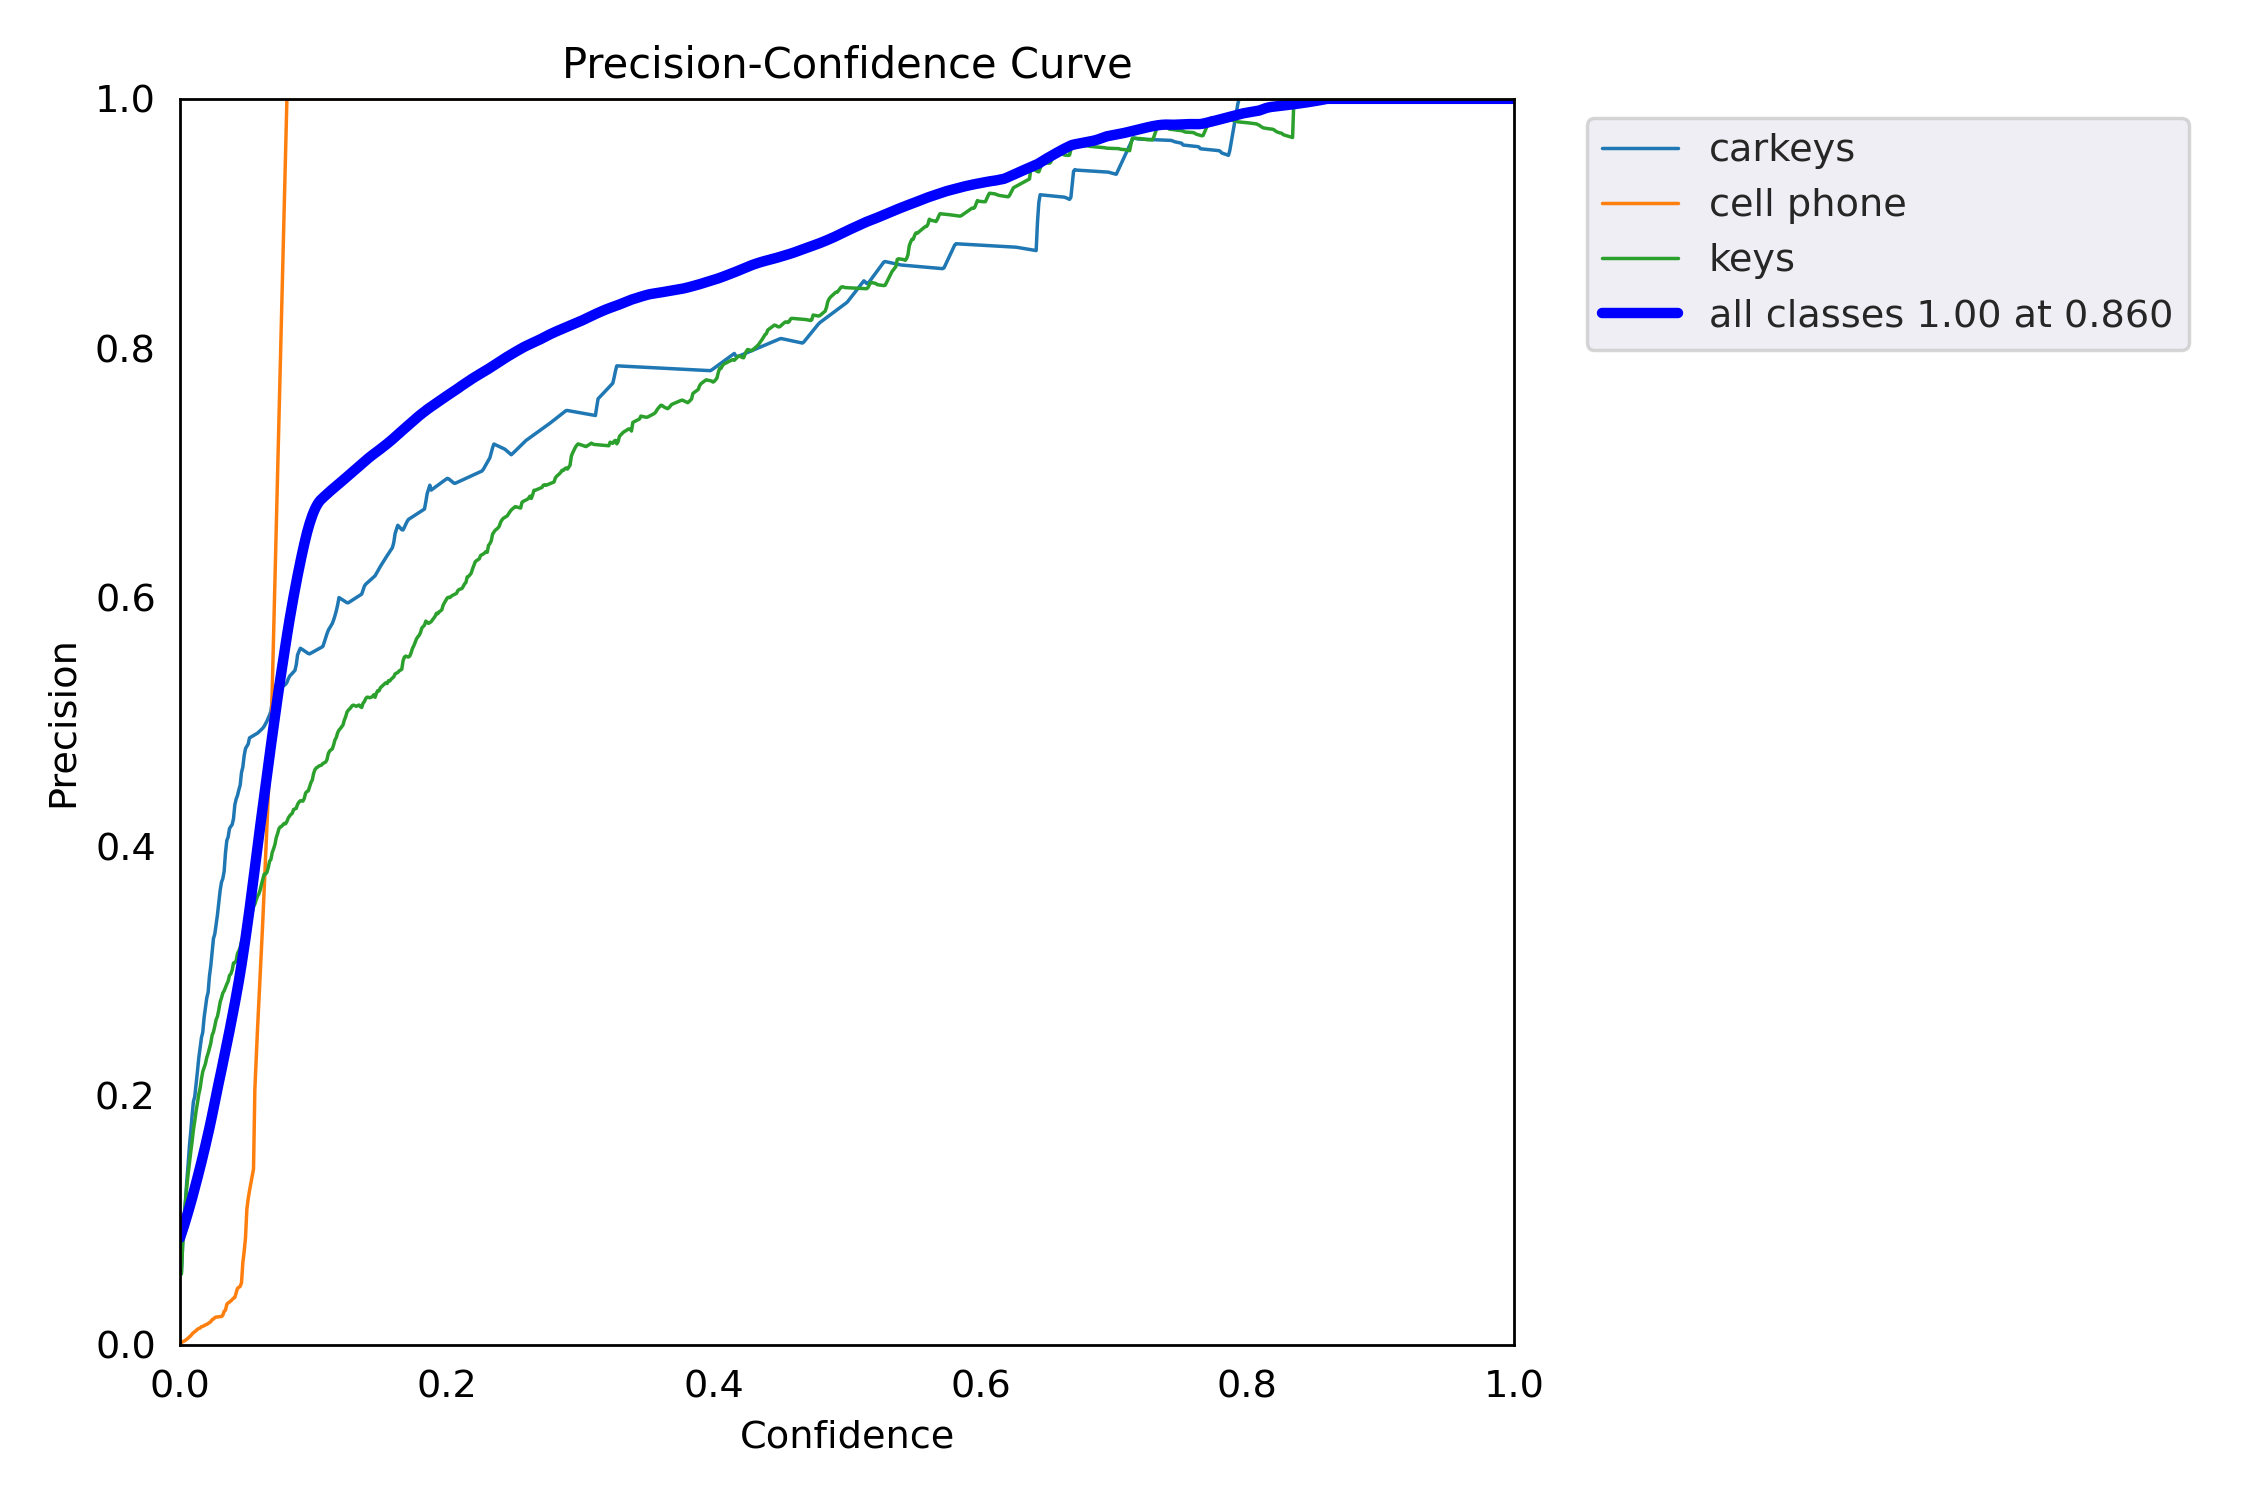 Precision-Confidence Curve
1.0
0.8
0.6
0.4
0.2
0.0
Precision
0.0 0.2 0.4 0.6 0.8 1.0
Confidence
carkeys
cell phone
keys
all classes 1.00 at 0.860